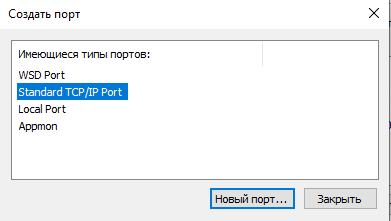 Создать порт
Имеющиеся типы портов:
WSD Port
Standard TCP/IP Port
Local Port
Appmon
Новый порт... Закрыть